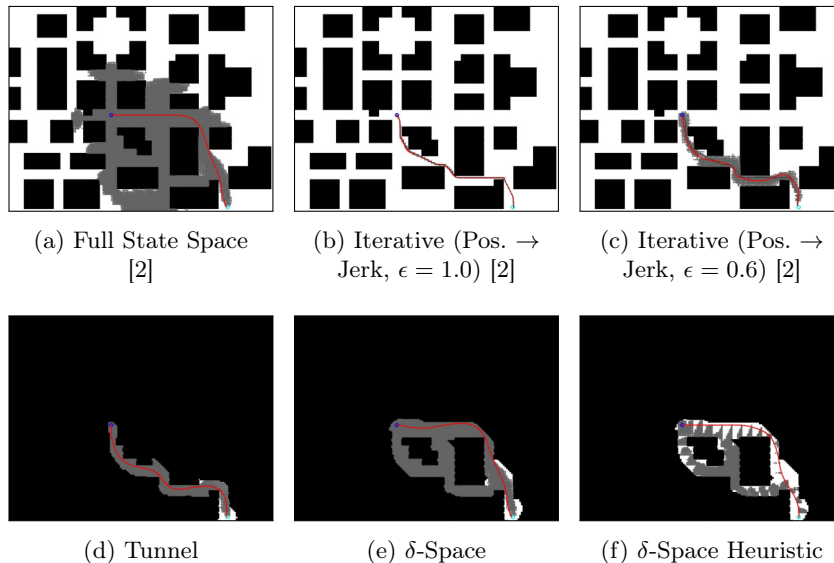 (a) Full State Space
[2]
(b) Iterative (Pos. →
Jerk, ϵ = 1.0) [2]
(c) Iterative (Pos. →
Jerk, ϵ = 0.6) [2]
(d) Tunnel
(e) δ-Space
(f) δ-Space Heuristic